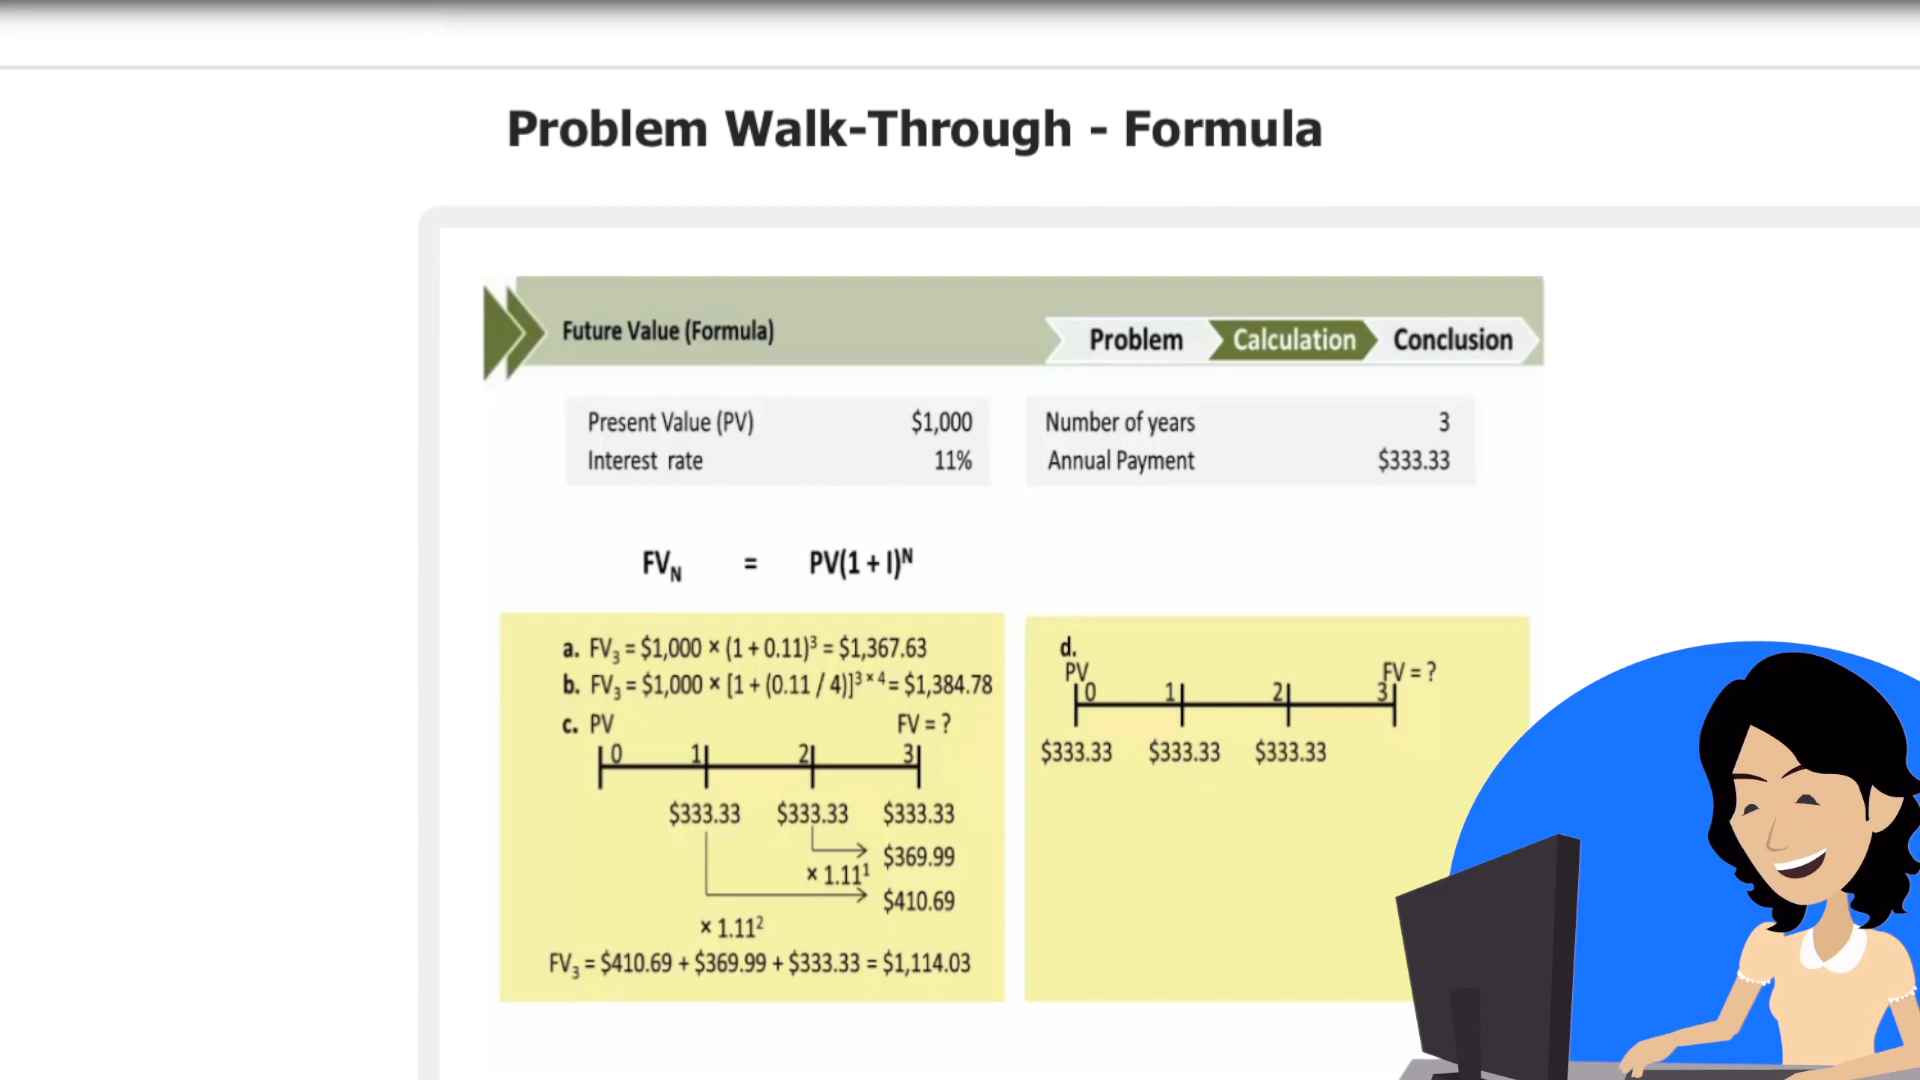 Problem Walk-Through - Formula
Future Value (Formula)
Problem Calculation Conclusion
Present Value (PV) $1,000
Interest rate 11%
Number of years 3
Annual Payment $333.33
FV_N = PV(1 + I)^N
a. FV₃ = $1,000 × (1 + 0.11)³ = $1,367.63
b. FV₃ = $1,000 × [1 + (0.11 / 4)]³ ˣ ⁴ = $1,384.78
c. PV FV = ?
0 1 2 3
$333.33 $333.33 $333.33
$369.99
× 1.11¹
$410.69
× 1.11²
FV₃ = $410.69 + $369.99 + $333.33 = $1,114.03
d.
PV FV = ?
0 1 2 3
$333.33 $333.33 $333.33